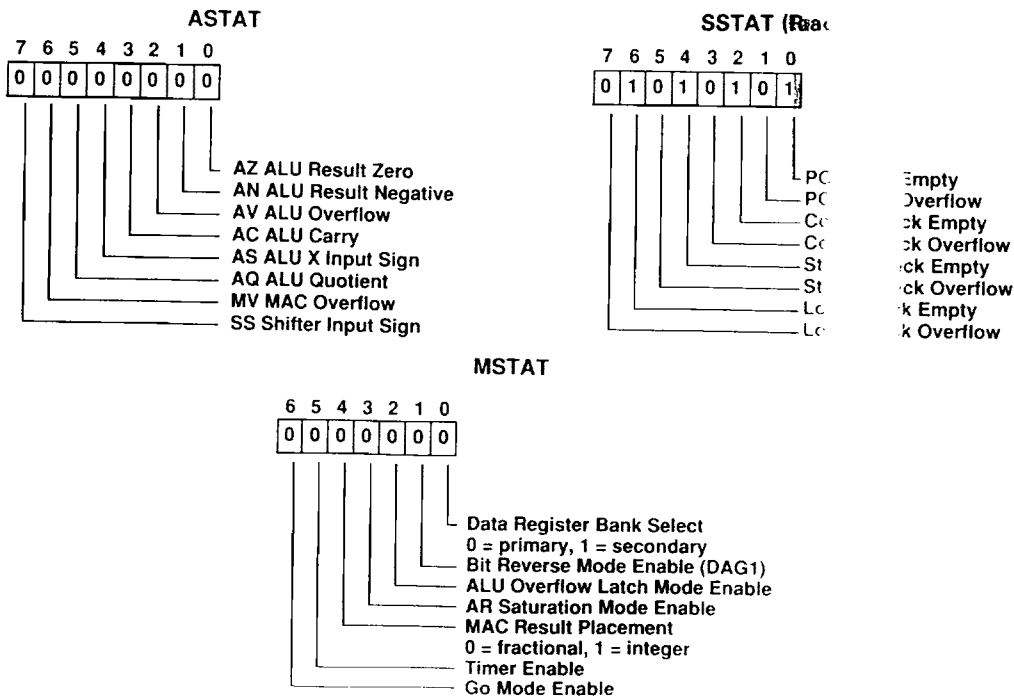 ASTAT
7 6 5 4 3 2 1 0
0 0 0 0 0 0 0 0
AZ ALU Result Zero
AN ALU Result Negative
AV ALU Overflow
AC ALU Carry
AS ALU X Input Sign
AQ ALU Quotient
MV MAC Overflow
SS Shifter Input Sign
SSTAT
7 6 5 4 3 2 1 0
0 1 0 1 0 1 0 1
Empty
Overflow
Empty
Overflow
Empty
Overflow
Empty
Overflow
MSTAT
6 5 4 3 2 1 0
0 0 0 0 0 0 0
Data Register Bank Select
0 = primary, 1 = secondary
Bit Reverse Mode Enable (DAG1)
ALU Overflow Latch Mode Enable
AR Saturation Mode Enable
MAC Result Placement
0 = fractional, 1 = integer
Timer Enable
Go Mode Enable